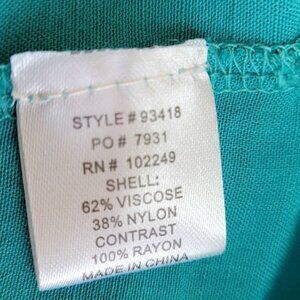 STYLE # 93418
PO # 7931
RN # 102249
SHELL:
62% VISCOSE
38% NYLON
CONTRAST
100% RAYON
MADE IN CHINA